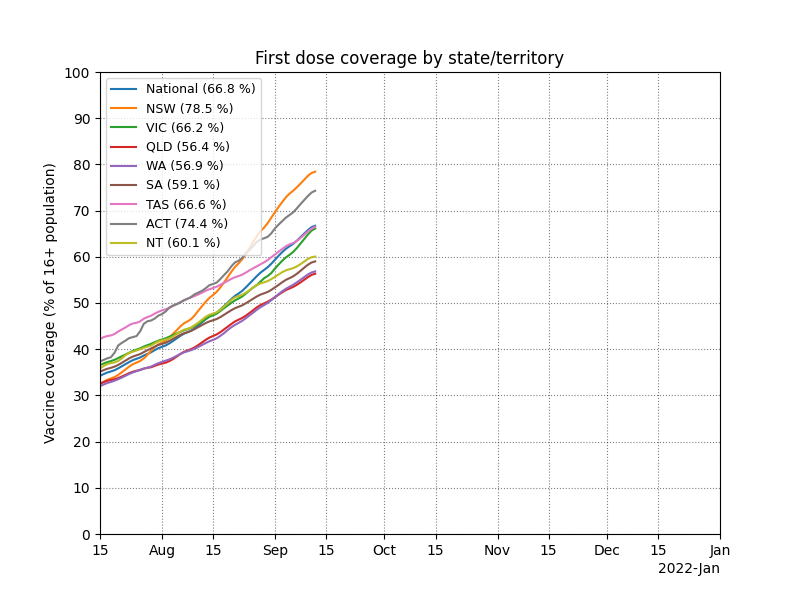 First dose coverage by state/territory
Vaccine coverage (% of 16+ population)
100
90
80
70
60
50
40
30
20
10
0
National (66.8 %)
NSW (78.5 %)
VIC (66.2 %)
QLD (56.4 %)
WA (56.9 %)
SA (59.1 %)
TAS (66.6 %)
ACT (74.4 %)
NT (60.1 %)
15 Aug 15 Sep 15 Oct 15 Nov 15 Dec 15 Jan
2022-Jan